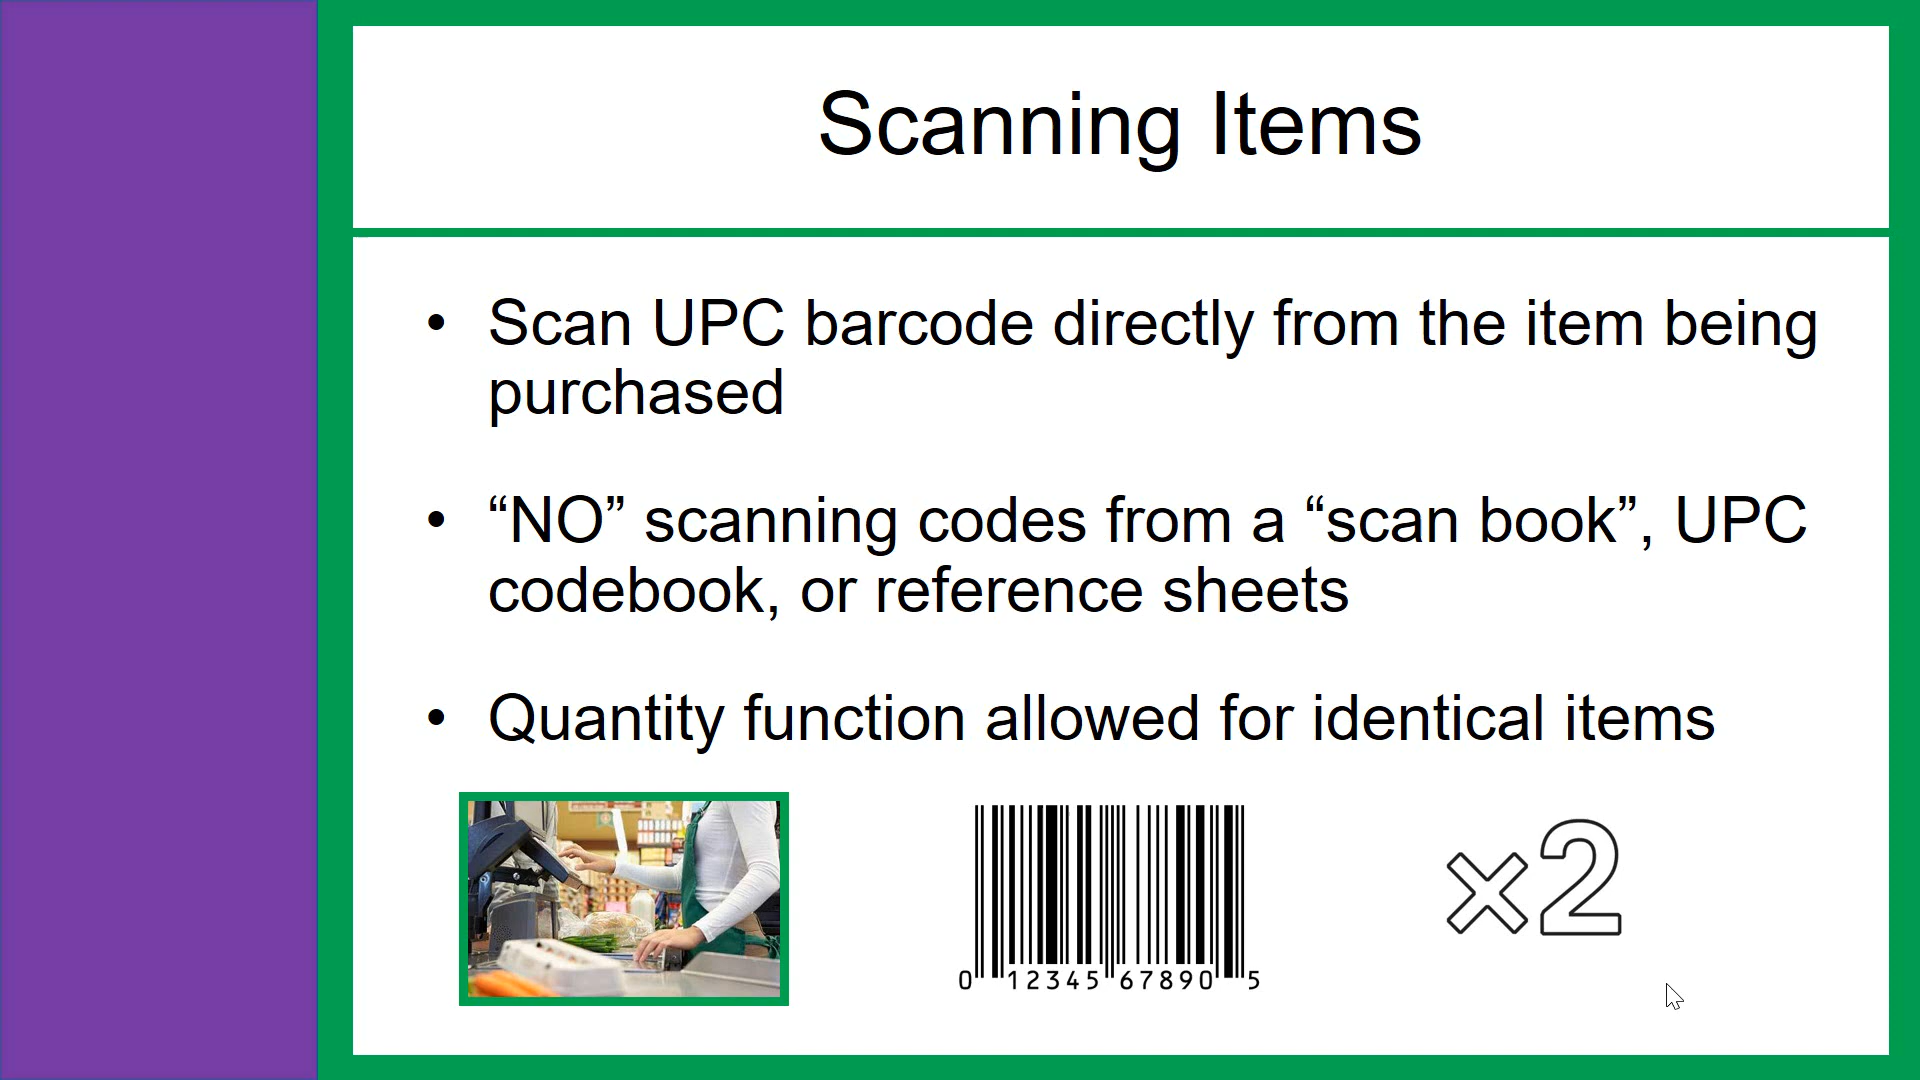 Scanning Items
• Scan UPC barcode directly from the item being
purchased
• “NO” scanning codes from a “scan book”, UPC
codebook, or reference sheets
• Quantity function allowed for identical items
0 12345 67890 5
×2